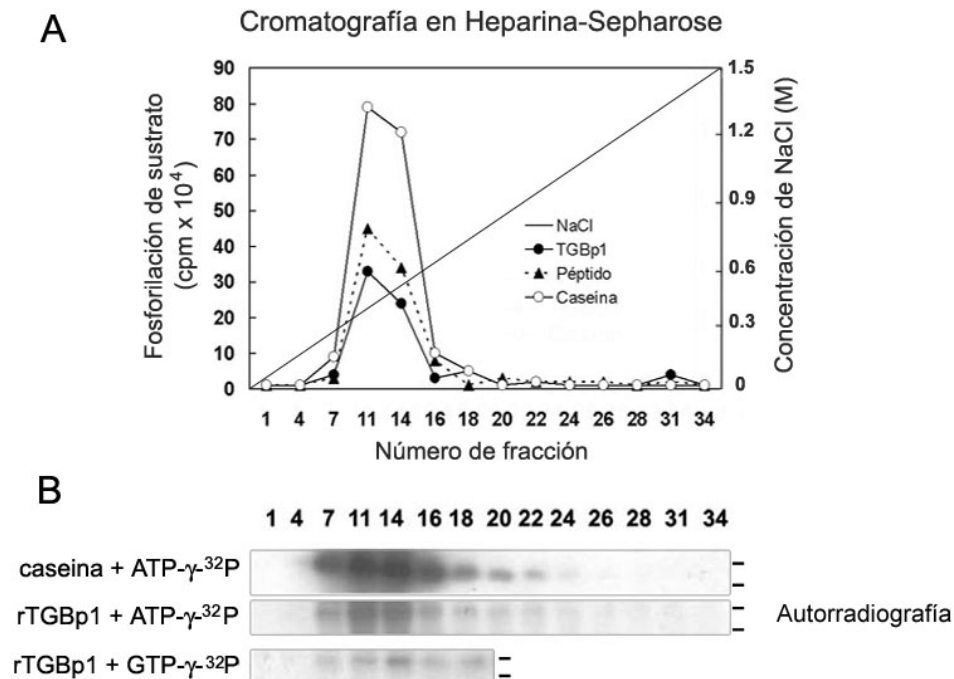 A
Cromatografía en Heparina-Sepharose
Fosforilación de sustrato
(cpm x 10⁴)
90
80
70
60
50
40
30
20
10
0
1.5
1.2
0.9
0.6
0.3
0
Concentración de NaCl (M)
NaCl
TGBp1
Péptido
Caseína
1 4 7 11 14 16 18 20 22 24 26 28 31 34
Número de fracción
B
1 4 7 11 14 16 18 20 22 24 26 28 31 34
caseina + ATP-γ-³²P
rTGBp1 + ATP-γ-³²P
Autorradiografía
rTGBp1 + GTP-γ-³²P